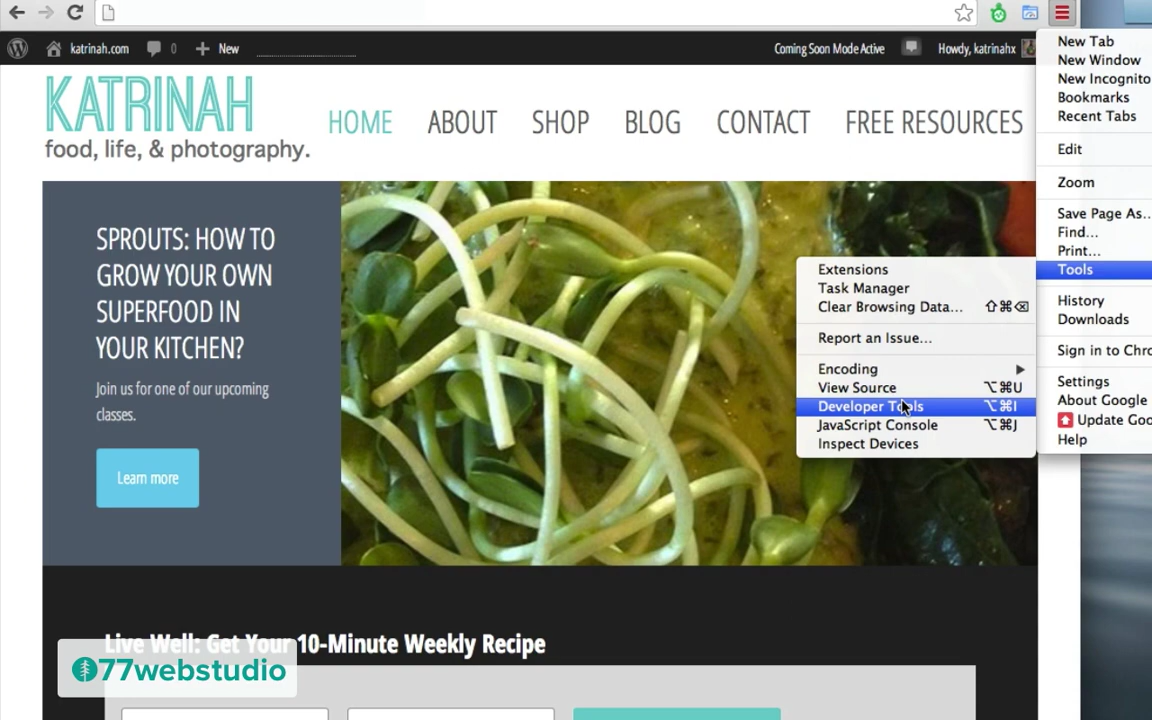 katrinah.com
0
New
Coming Soon Mode Active
Howdy, katrinahx
KATRINAH
food, life, & photography.
HOME
ABOUT
SHOP
BLOG
CONTACT
FREE RESOURCES
SPROUTS: HOW TO
GROW YOUR OWN
SUPERFOOD IN
YOUR KITCHEN?
Join us for one of our upcoming
classes.
Learn more
Live Well: Get Your 10-Minute Weekly Recipe
77webstudio
Extensions
Task Manager
Clear Browsing Data... ⇧⌘⌫
Report an Issue...
Encoding
View Source ⌥⌘U
Developer Tools ⌥⌘I
JavaScript Console ⌥⌘J
Inspect Devices
New Tab
New Window
New Incognito
Bookmarks
Recent Tabs
Edit
Zoom
Save Page As..
Find...
Print...
Tools
History
Downloads
Sign in to Chro
Settings
About Google
Update Goo
Help